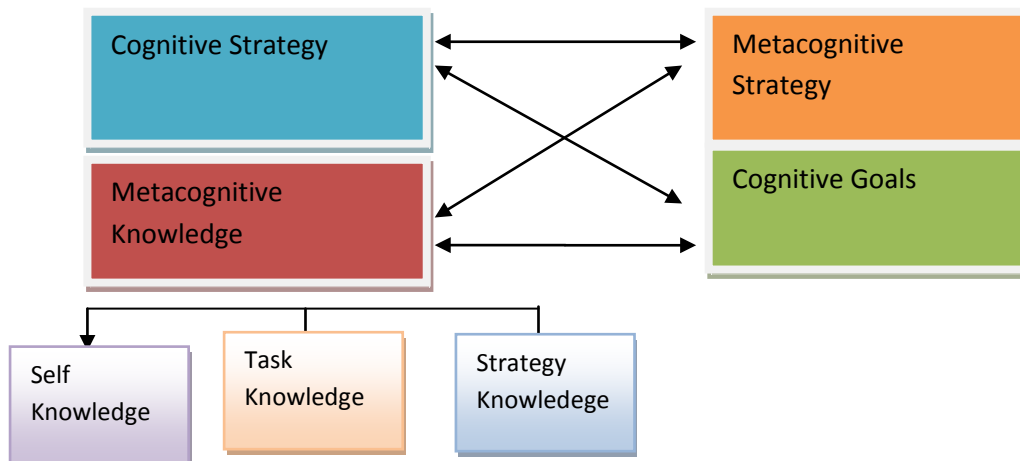 Cognitive Strategy
Metacognitive
Strategy
Metacognitive
Knowledge
Cognitive Goals
Self
Knowledge
Task
Knowledge
Strategy
Knowledege